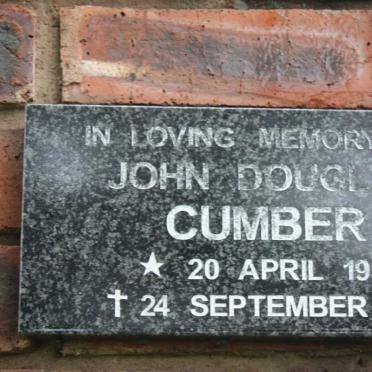 IN LOVING MEMORY
JOHN DOUGL
CUMBER
★ 20 APRIL 19
✝ 24 SEPTEMBER